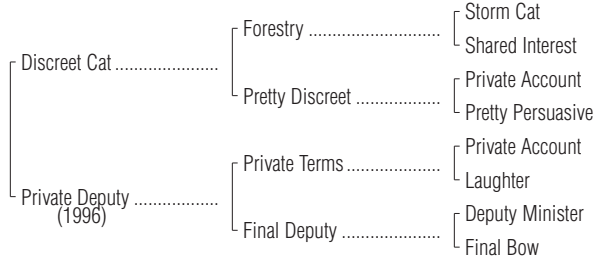 Storm Cat
Forestry ...........................
Shared Interest
Discreet Cat .....................
Private Account
Pretty Discreet .................
Pretty Persuasive
Private Account
Private Terms...................
Laughter
Private Deputy .................
(1996)
Deputy Minister
Final Deputy ....................
Final Bow